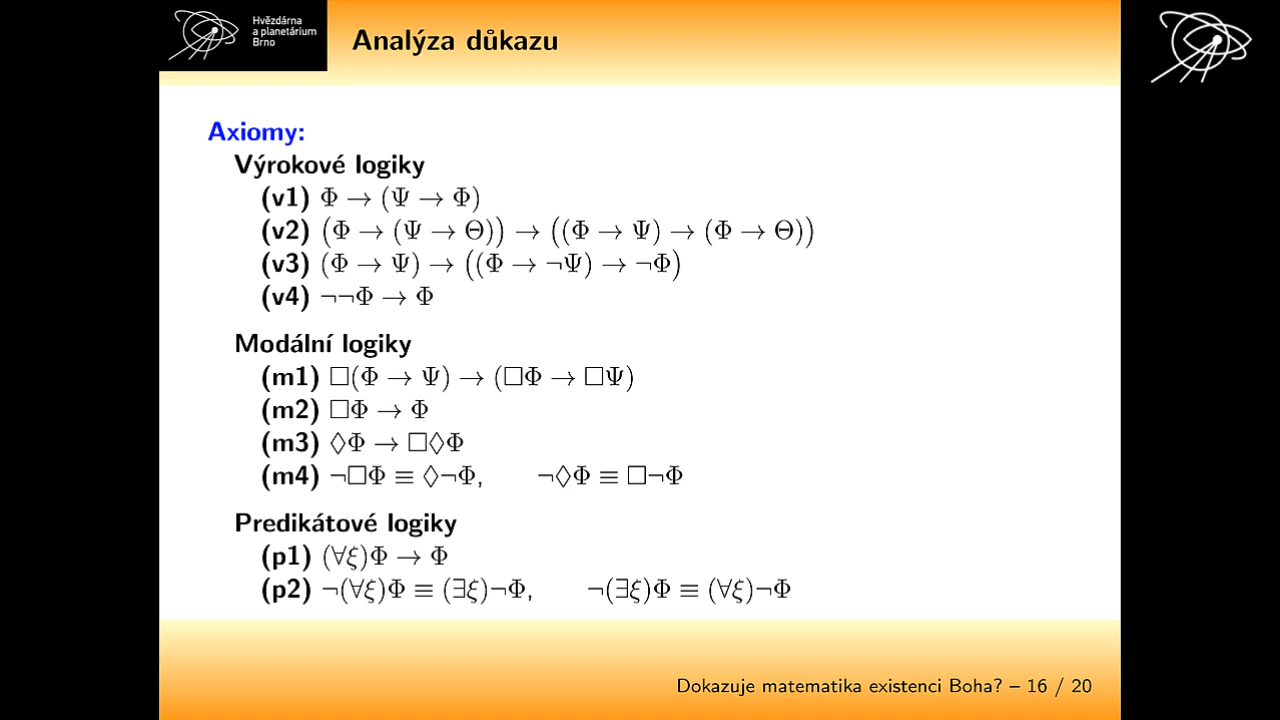 Hvězdárna
a planetárium
Brno
Analýza důkazu
Axiomy:
Výrokové logiky
(v1) Φ → (Ψ → Φ)
(v2) (Φ → (Ψ → Θ)) → ((Φ → Ψ) → (Φ → Θ))
(v3) (Φ → Ψ) → ((Φ → ¬Ψ) → ¬Φ)
(v4) ¬¬Φ → Φ
Modální logiky
(m1) □(Φ → Ψ) → (□Φ → □Ψ)
(m2) □Φ → Φ
(m3) ◊Φ → □◊Φ
(m4) ¬□Φ ≡ ◊¬Φ, ¬◊Φ ≡ □¬Φ
Predikátové logiky
(p1) (∀ξ)Φ → Φ
(p2) ¬(∀ξ)Φ ≡ (∃ξ)¬Φ, ¬(∃ξ)Φ ≡ (∀ξ)¬Φ
Dokazuje matematika existenci Boha? – 16 / 20